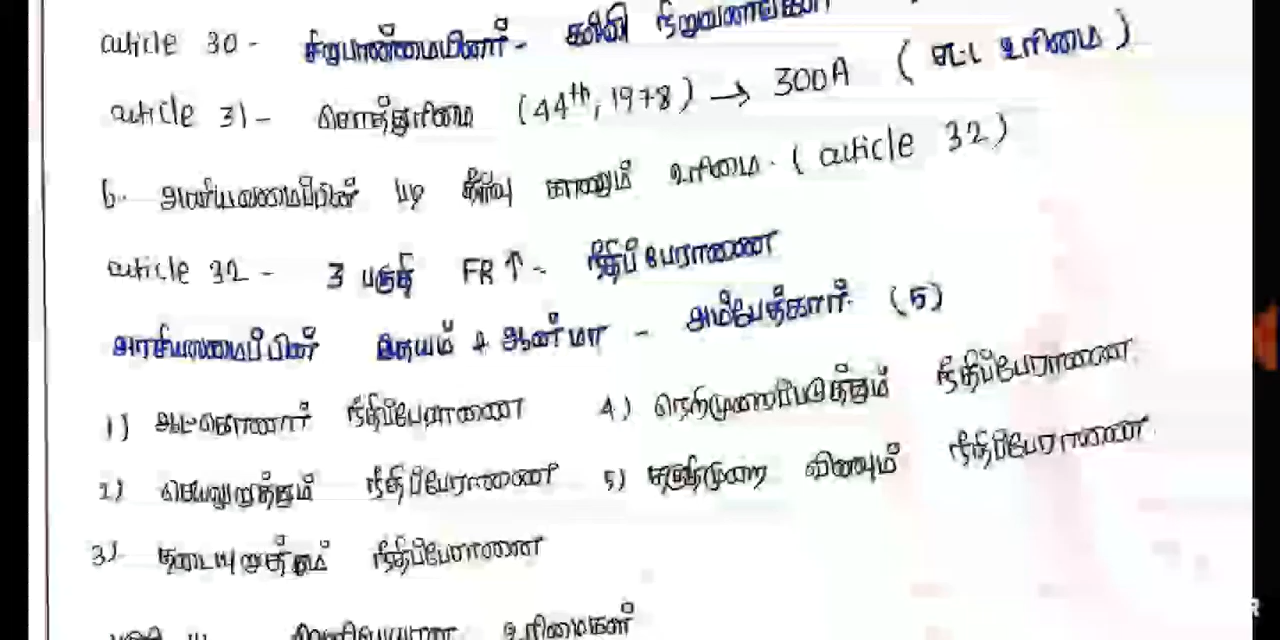 article 30 - சிறுபான்மையினர் - கல்வி நிறுவனங்கள்
article 31 - சொத்துரிமை (44th, 1978) → 300A (சட்ட உரிமை)
6. அரசியலமைப்பின் படி தீர்வு காணும் உரிமை. (article 32)
article 32 - 3 பகுதி FR ↑ - நீதிப்பேராணை
அரசியலமைப்பின் இதயம் & ஆன்மா - அம்பேத்கார். (5)
1) ஆட்கொணர் நீதிப்பேராணை 4) நெறிமுறைப்படுத்தும் நீதிப்பேராணை
2) செயலுறுத்தும் நீதிப்பேராணை 5) தகுதிமுறை வினவும் நீதிப்பேராணை
3) தடையுறுத்தும் நீதிப்பேராணை
உரிமைகள்